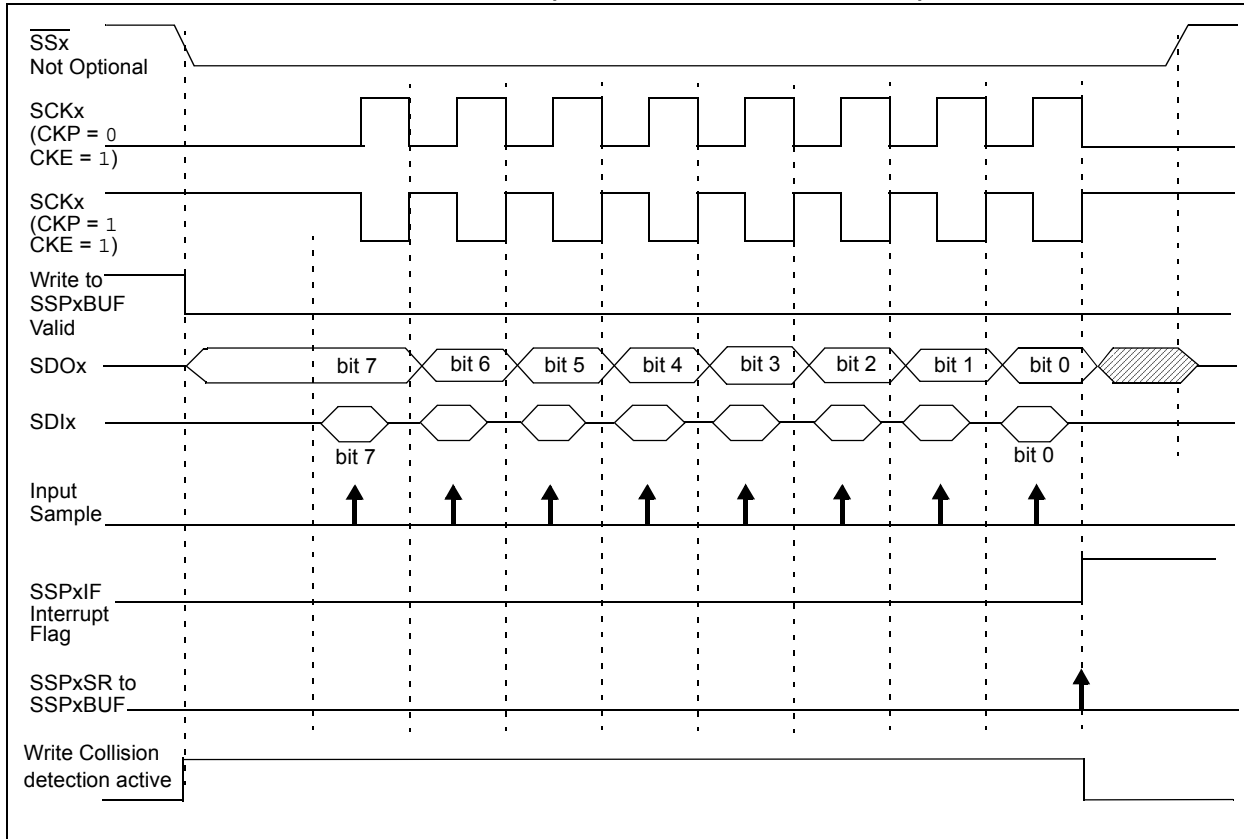 SSx
Not Optional
SCKx
(CKP = 0
CKE = 1)
SCKx
(CKP = 1
CKE = 1)
Write to
SSPxBUF
Valid
SDOx
bit 7
bit 6
bit 5
bit 4
bit 3
bit 2
bit 1
bit 0
SDIx
bit 7
bit 0
Input
Sample
SSPxIF
Interrupt
Flag
SSPxSR to
SSPxBUF
Write Collision
detection active